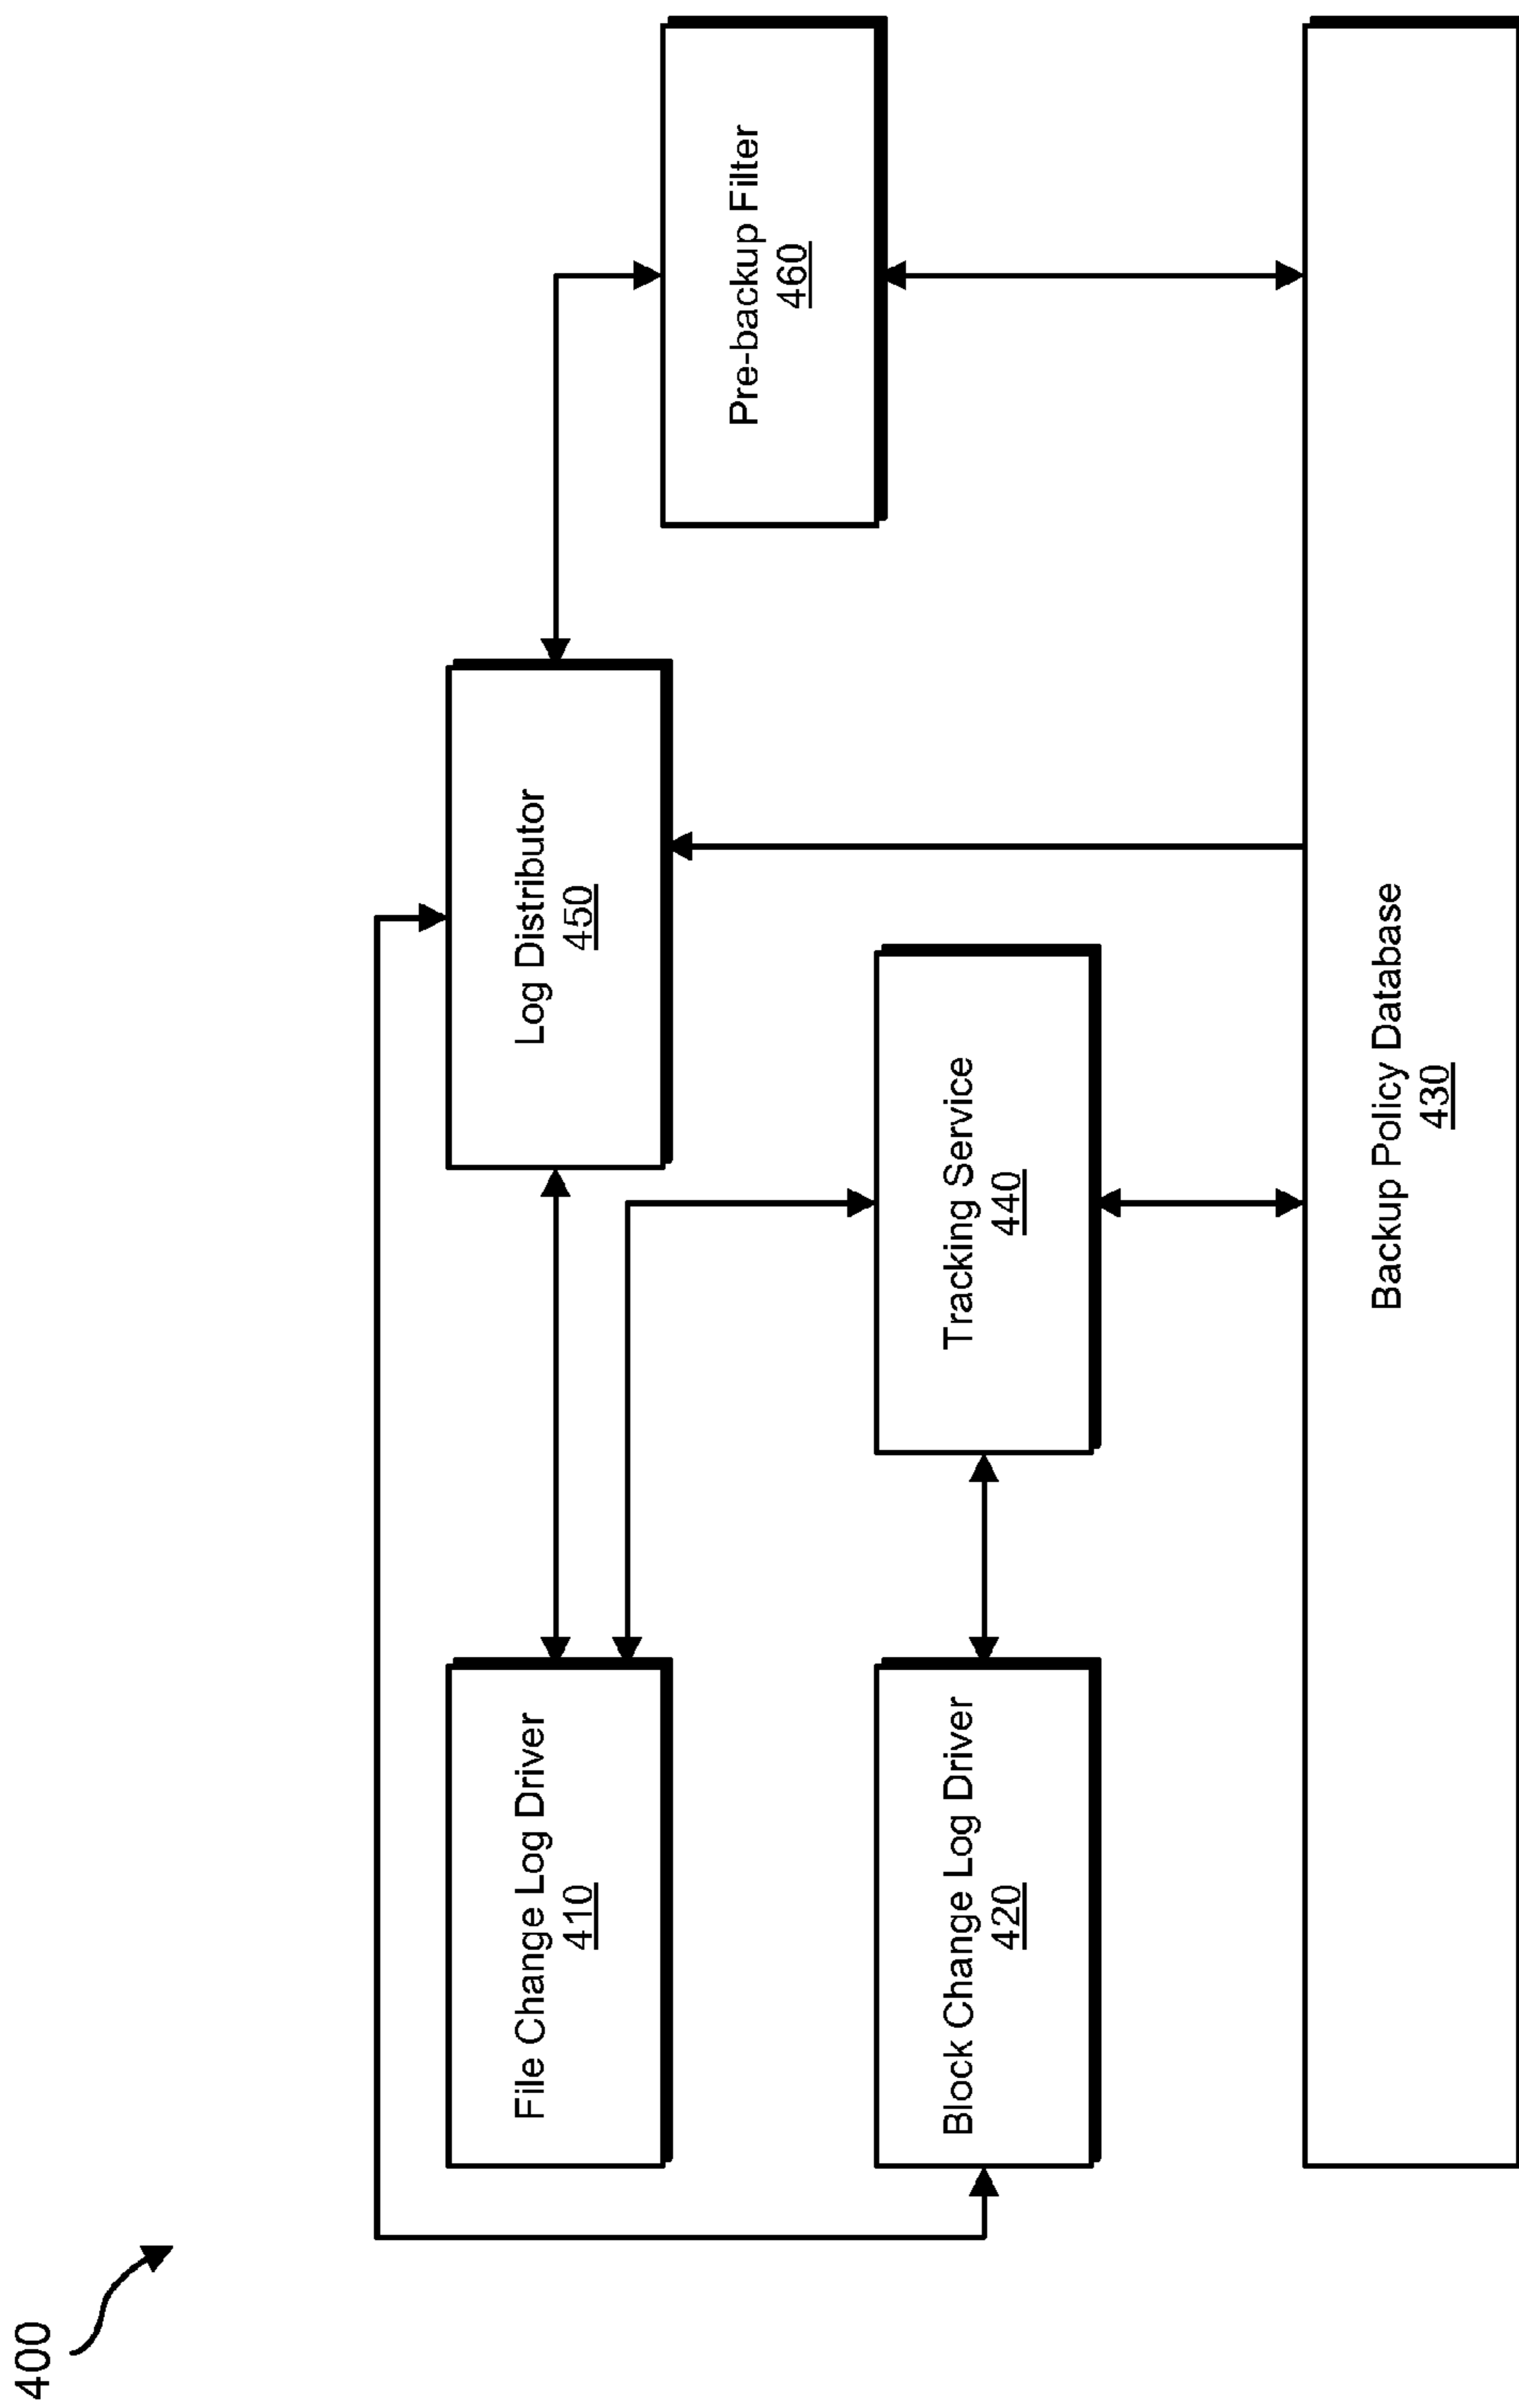 400
File Change Log Driver
410
Log Distributor
450
Pre-backup Filter
460
Block Change Log Driver
420
Tracking Service
440
Backup Policy Database
430